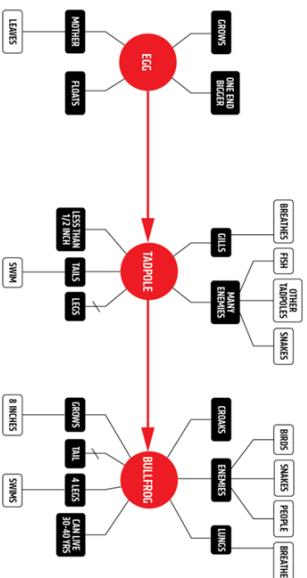 EGG
GROWS
ONE END
BIGGER
MOTHER
LEAVES
FLOATS
TADPOLE
GILLS
BREATHES
MANY
ENEMIES
FISH
OTHER
TADPOLES
SNAKES
LESS THAN
1/2 INCH
TAILS
SWIM
LEGS
BULLFROG
CROAKS
ENEMIES
BIRDS
SNAKES
PEOPLE
LUNGS
BREATHE
GROWS
8 INCHES
TAIL
4 LEGS
SWIMS
CAN LIVE
30-40 YRS